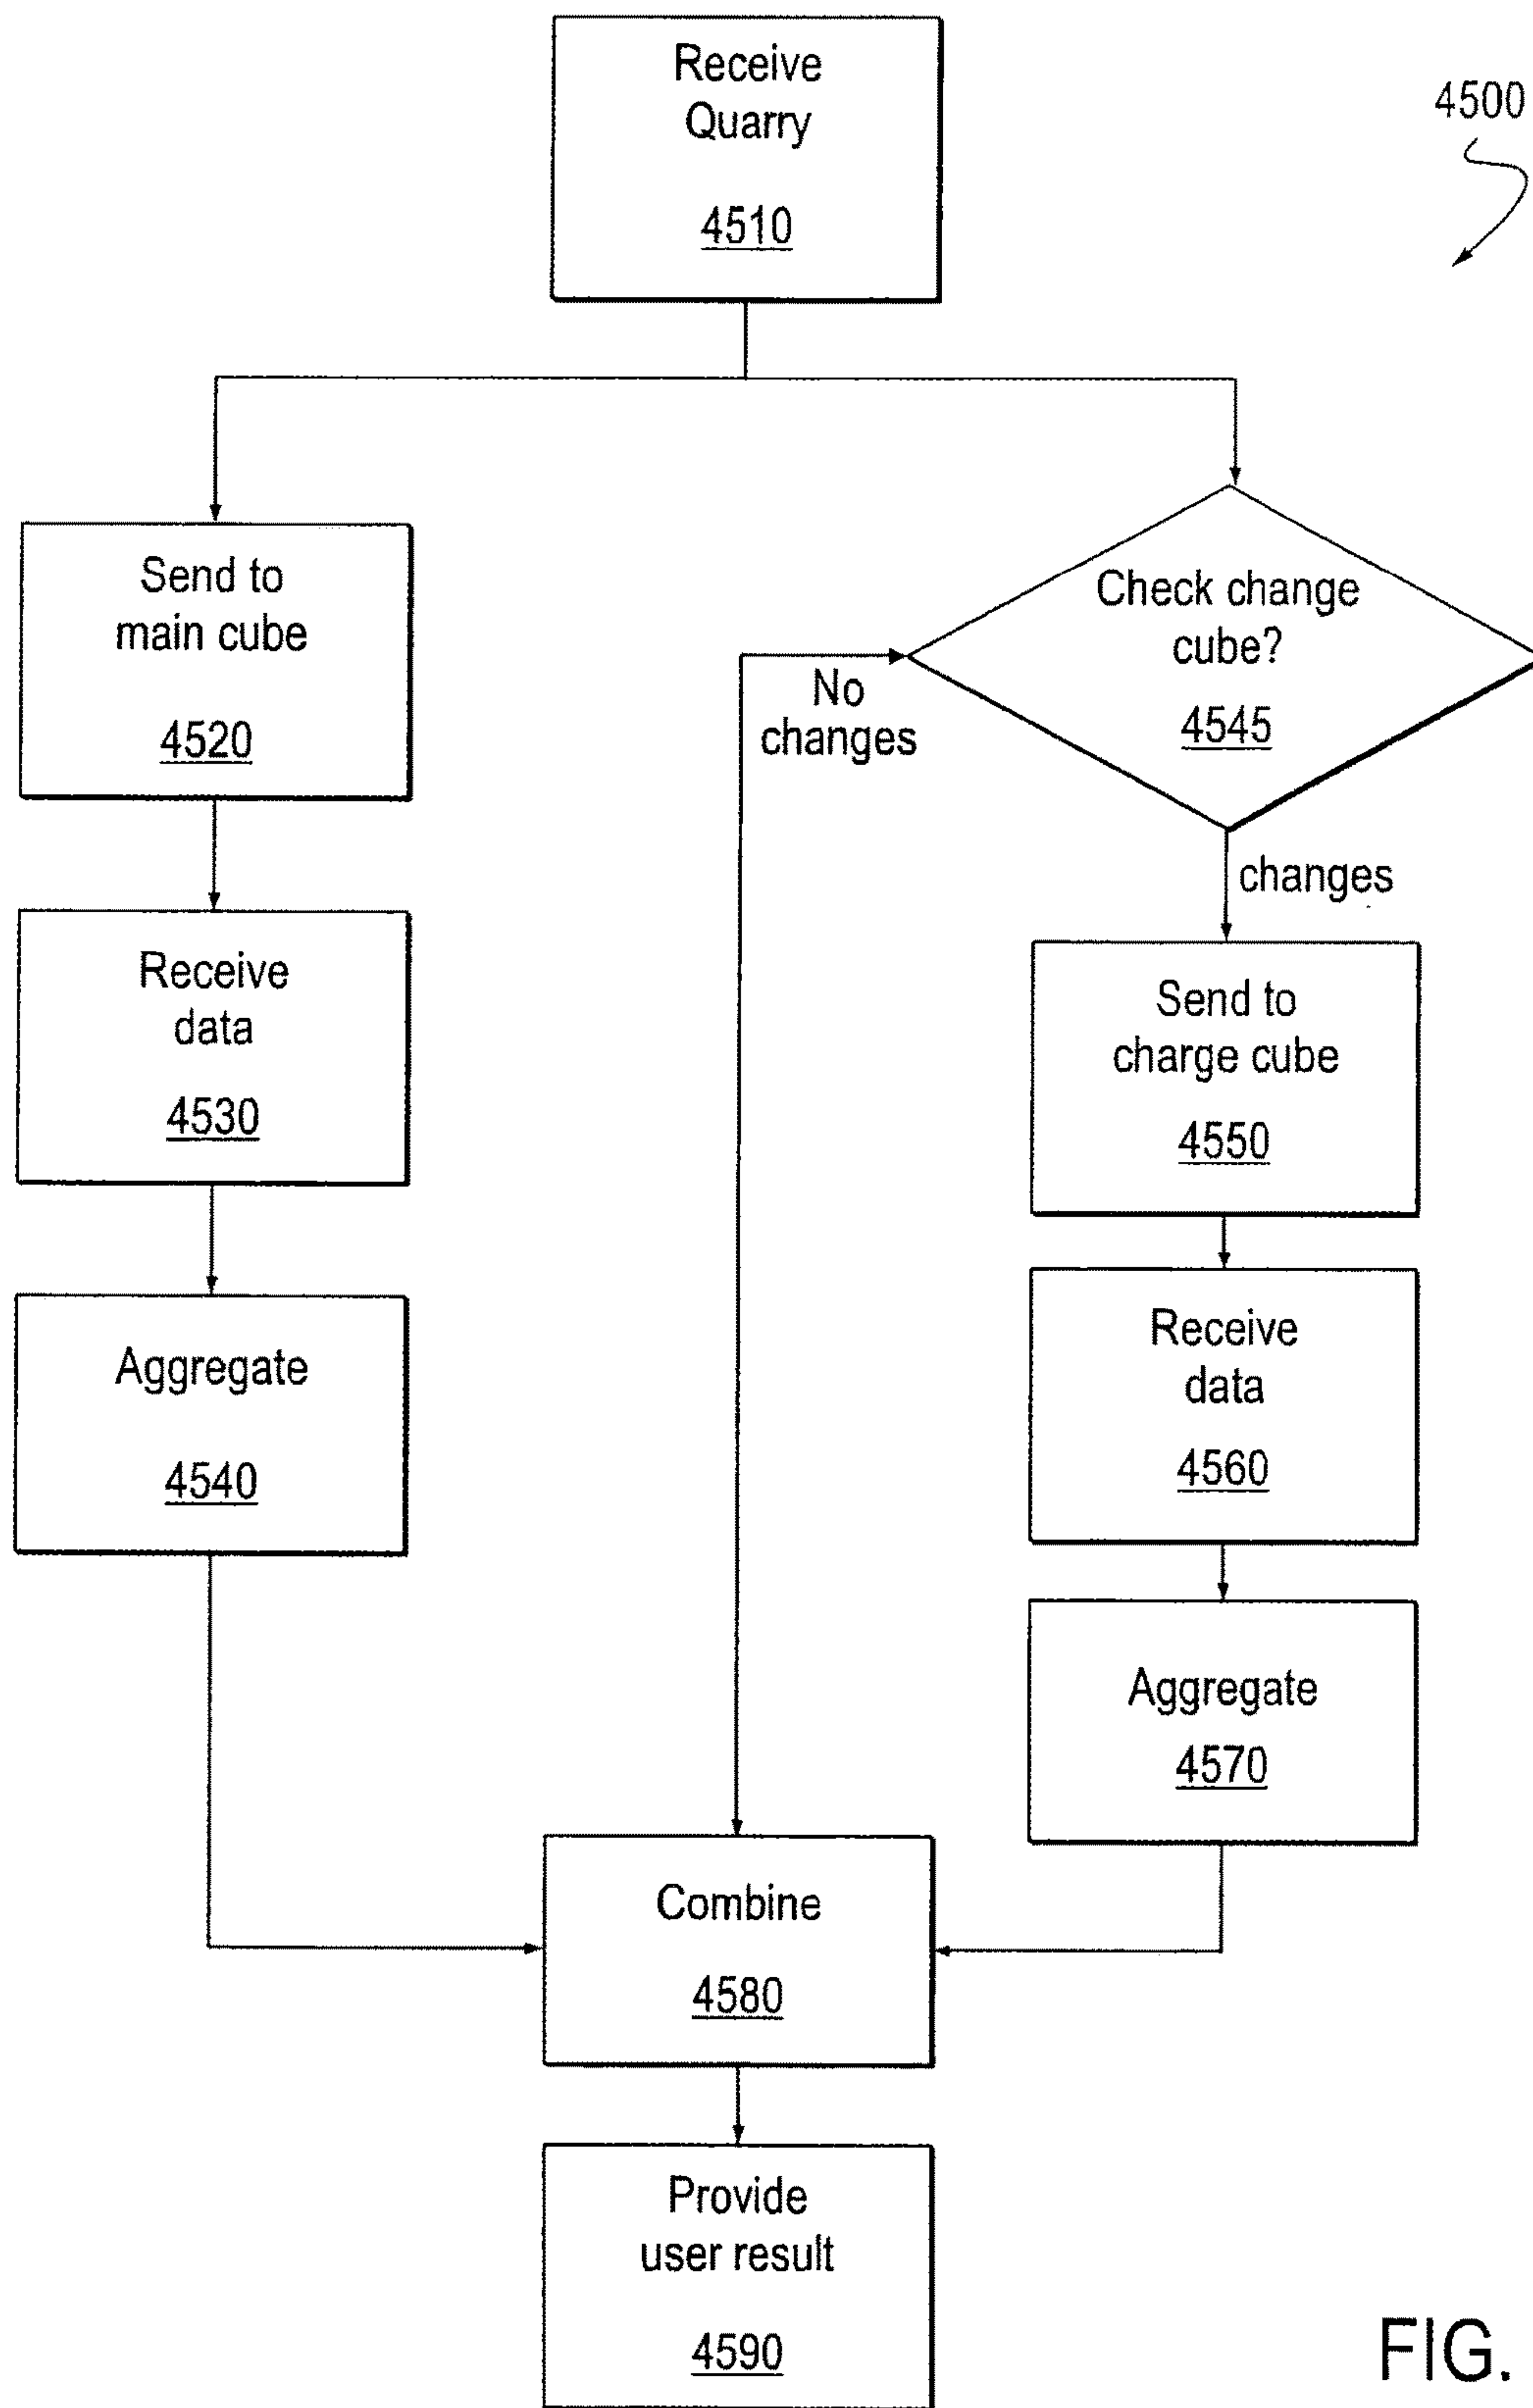 Receive
Quarry
4510
4500
Send to
main cube
4520
Check change
cube?
4545
No
changes
changes
Receive
data
4530
Send to
charge cube
4550
Aggregate
4540
Receive
data
4560
Aggregate
4570
Combine
4580
Provide
user result
4590
FIG.